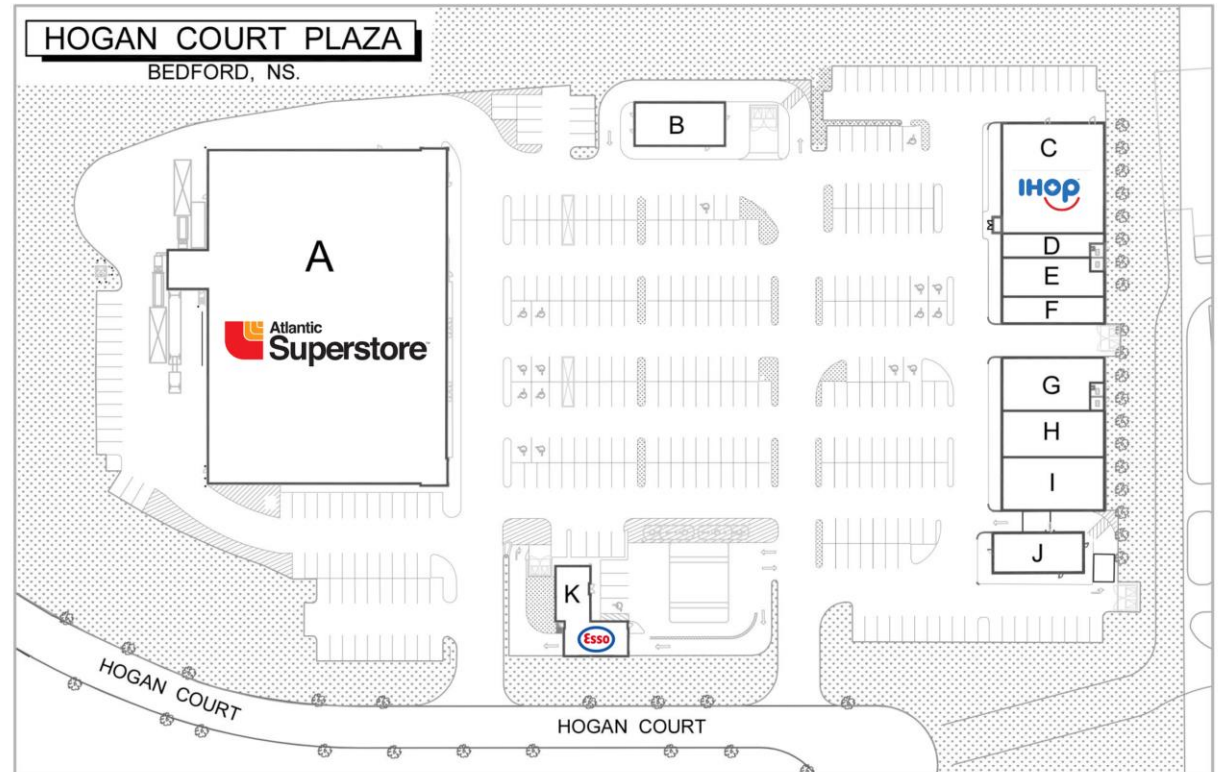 HOGAN COURT PLAZA
BEDFORD, NS.
B
C
IHOP
A
D
E
F
Atlantic
Superstore
G
H
I
J
K
Esso
HOGAN COURT
HOGAN COURT